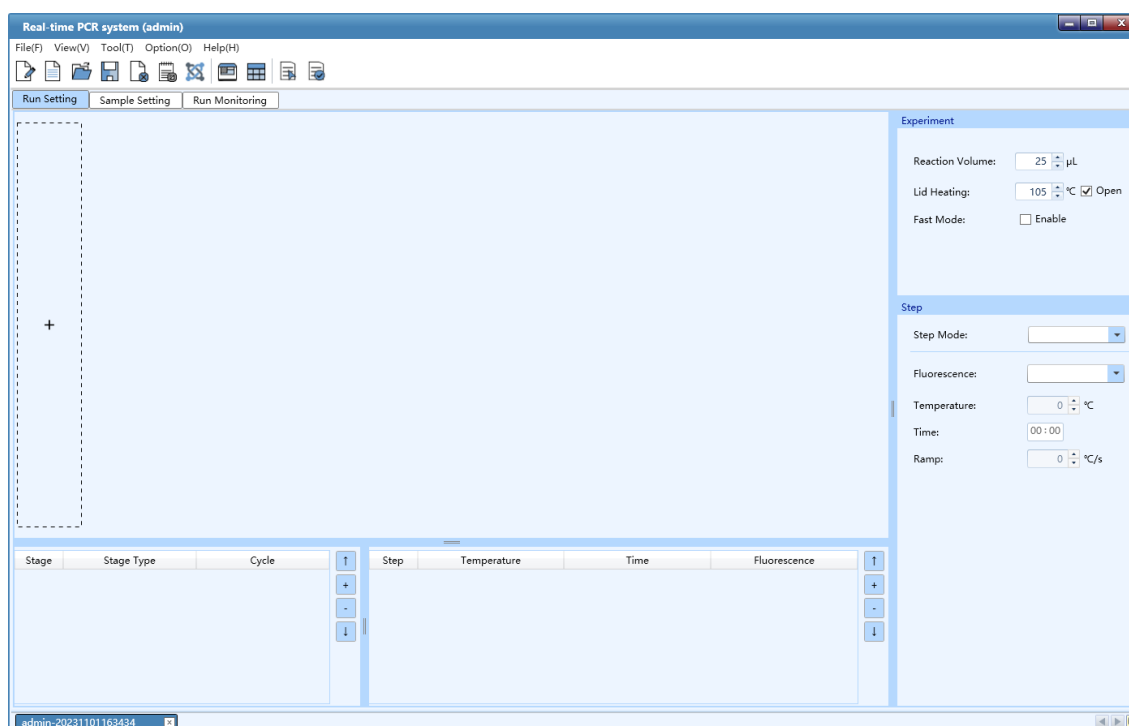 Real-time PCR system (admin)
File(F) View(V) Tool(T) Option(O) Help(H)
Run Setting Sample Setting Run Monitoring
Experiment
Reaction Volume: 25 µL
Lid Heating: 105 ℃ Open
Fast Mode: Enable
+
Step
Step Mode:
Fluorescence:
Temperature: 0 ℃
Time: 00:00
Ramp: 0 ℃/s
Stage Stage Type Cycle ↑
+
-
↓
Step Temperature Time Fluorescence ↑
+
-
↓
admin-20231101163434 x